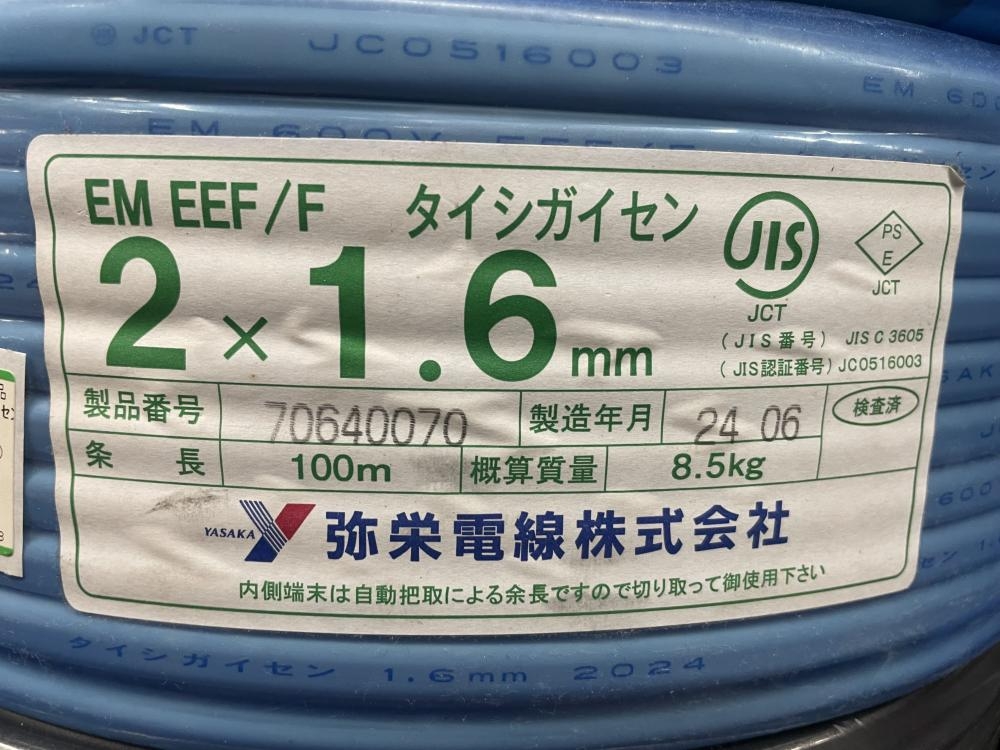 JCT JC0516003
EM 60
EM 600V EEF/F
EM EEF/F タイシガイセン
2×1.6mm
JIS
JCT
PS
E
JCT
(JIS番号) JIS C 3605
(JIS認証番号) JC0516003
製品番号 70640070 製造年月 24 06 検査済
条長 100m 概算質量 8.5kg
YASAKA 弥栄電線株式会社
内側端末は自動把取による余長ですので切り取って御使用下さい
タイシガイセン 1.6mm 2024